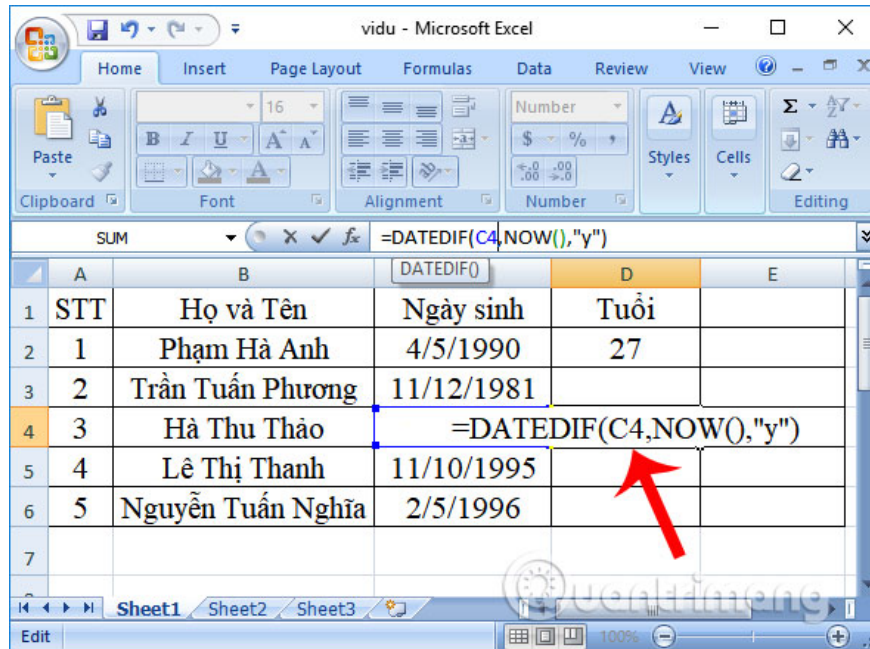 vidu - Microsoft Excel
Home Insert Page Layout Formulas Data Review View
16 Number
B I U A A $ % ,
Paste Styles Cells
Clipboard Font Alignment Number Editing
SUM fx =DATEDIF(C4,NOW(),"y")
DATEDIF()
A B D E
1 STT Họ và Tên Ngày sinh Tuổi
2 1 Phạm Hà Anh 4/5/1990 27
3 2 Trần Tuấn Phương 11/12/1981
4 3 Hà Thu Thảo =DATEDIF(C4,NOW(),"y")
5 4 Lê Thị Thanh 11/10/1995
6 5 Nguyễn Tuấn Nghĩa 2/5/1996
7
Quantrimang
Sheet1 Sheet2 Sheet3
Edit 100%